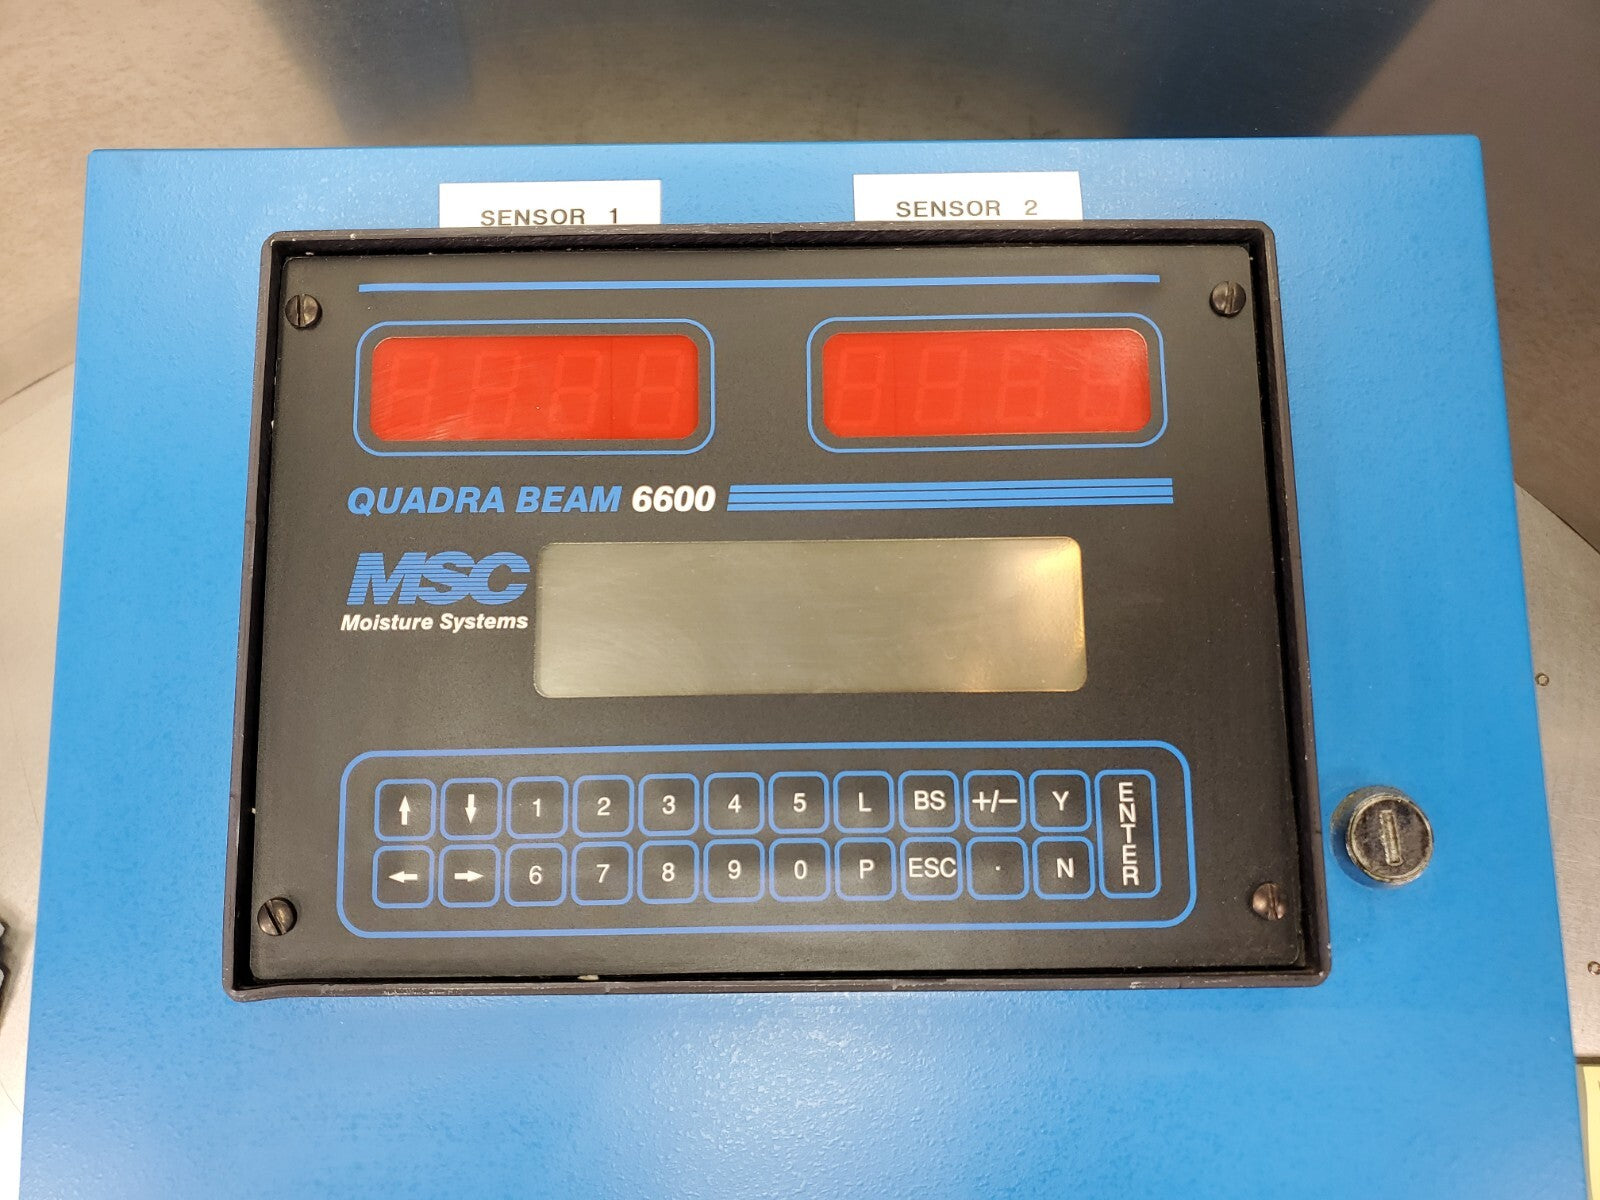 SENSOR 1
SENSOR 2
QUADRA BEAM 6600
MSC
Moisture Systems
1 2 3 4 5 L BS +/− Y
ENTER
6 7 8 9 0 P ESC . N